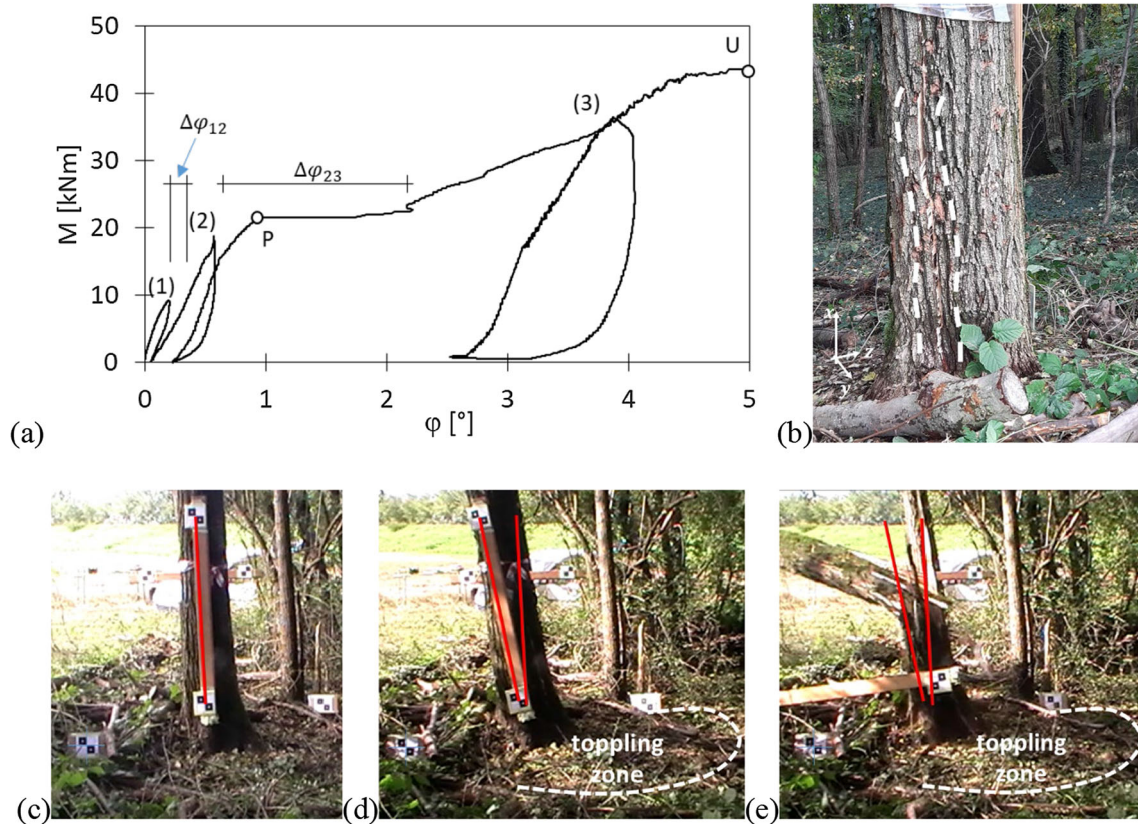 50
40
30
20
10
0
M [kNm]
0
1
2
3
4
5
φ [°]
Δφ₁₂
Δφ₂₃
(1)
(2)
(3)
P
U
(a)
(b)
x
z
y
(c)
(d)
toppling
zone
(e)
toppling
zone